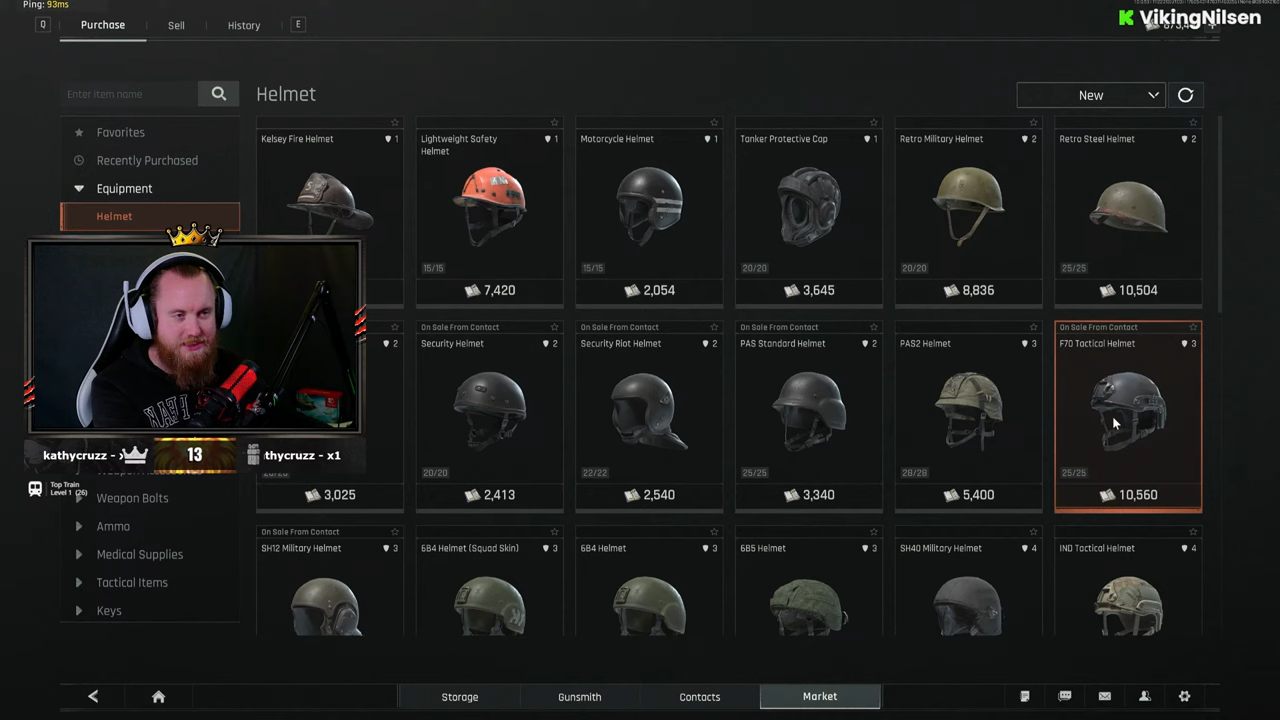 Ping: 93ms
VikingNilsen
Q Purchase Sell History E
Enter item name
Helmet
New
Favorites
Recently Purchased
Equipment
Helmet
Kelsey Fire Helmet 1
Lightweight Safety Helmet 1
15/15
7,420
Motorcycle Helmet 1
15/15
2,054
Tanker Protective Cap 1
20/20
3,645
Retro Military Helmet 2
20/20
8,836
Retro Steel Helmet 2
25/25
10,504
2
3,025
On Sale From Contact
Security Helmet 2
20/20
2,413
On Sale From Contact
Security Riot Helmet 2
22/22
2,540
On Sale From Contact
PAS Standard Helmet 2
25/25
3,340
PAS2 Helmet 3
28/28
5,400
On Sale From Contact
F70 Tactical Helmet 3
25/25
10,560
kathycruzz -
13
thycruzz - x1
Top Train
Level 1 (26)
Weapon Bolts
Ammo
Medical Supplies
Tactical Items
Keys
On Sale From Contact
SH12 Military Helmet 3
6B4 Helmet (Squad Skin) 3
6B4 Helmet 3
6B5 Helmet 3
SH40 Military Helmet 4
IND Tactical Helmet 4
Storage
Gunsmith
Contacts
Market